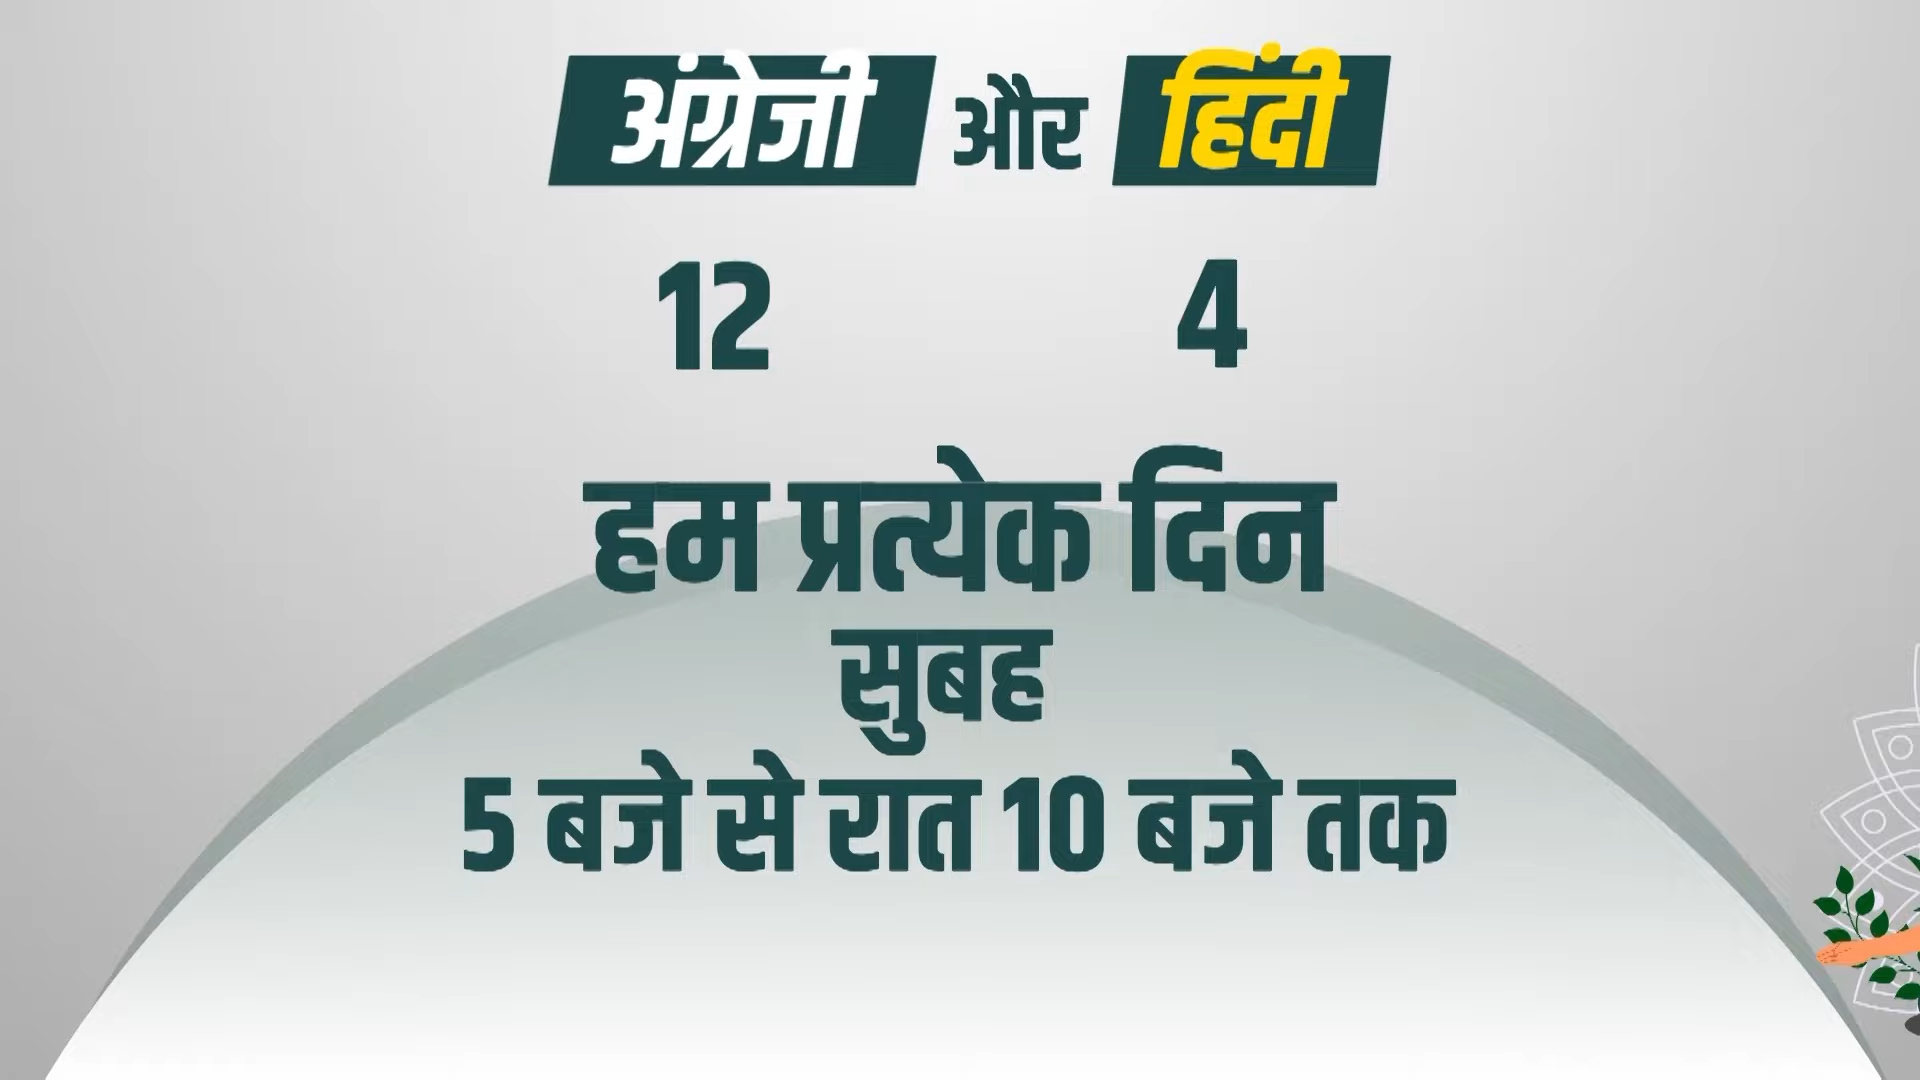 अंग्रेजी और हिंदी
12 4
हम प्रत्येक दिन
सुबह
5 बजे से रात 10 बजे तक